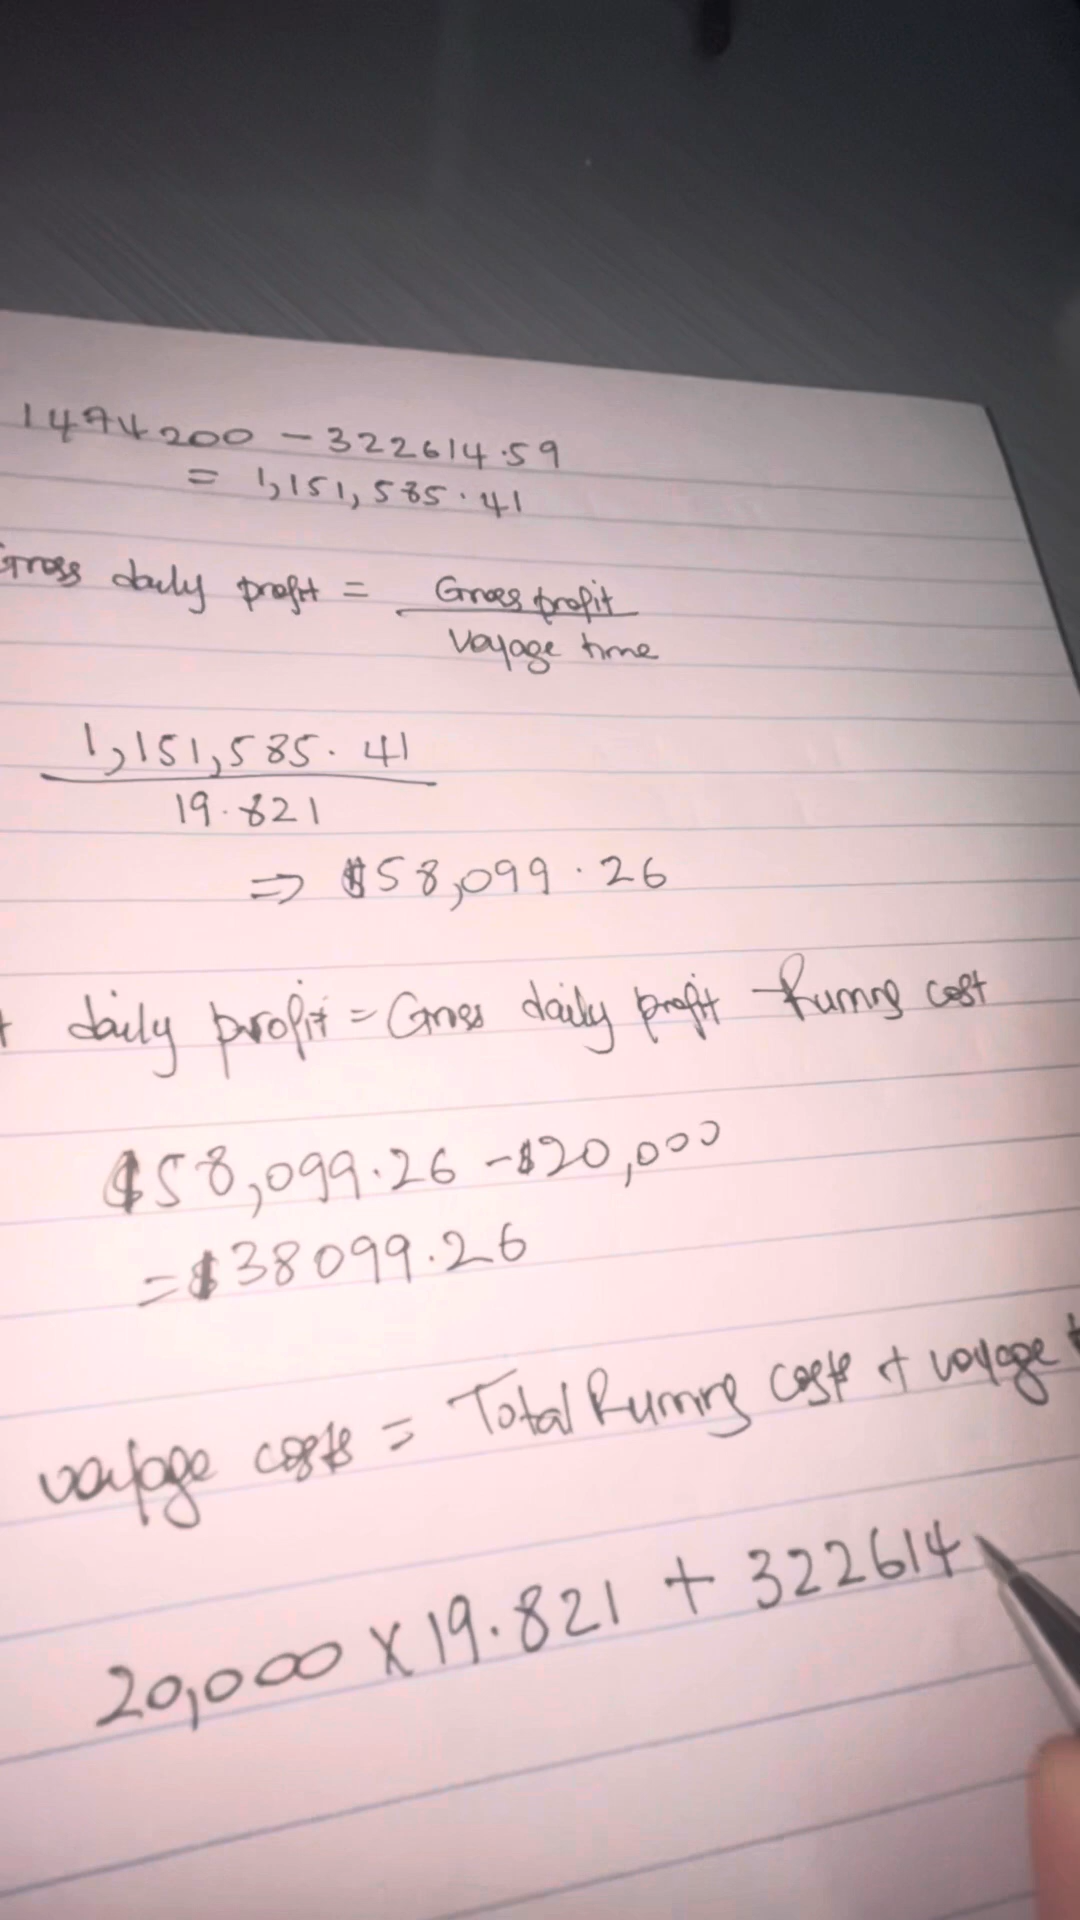 1474200 - 322614.59
= 1,151,585.41
Gross daily profit = Gross profit
Voyage time
1,151,585.41
19.821
⇒ $58,099.26
daily profit = Gross daily profit - Running cost
$58,099.26 - $20,000
= $38099.26
voyage costs = Total Running costs + voyage
20,000 x 19.821 + 322614